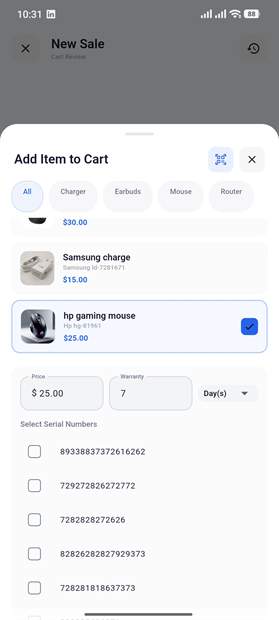 10:31
88
New Sale
Cart Review
Add Item to Cart
All
Charger
Earbuds
Mouse
Router
$30.00
Samsung charge
Samsung Id-7281671
$15.00
hp gaming mouse
Hp hg-81961
$25.00
Price
Warranty
$ 25.00
7
Day(s)
Select Serial Numbers
89338837372616262
729272826272772
7282828272626
82826282827929373
728281818637373